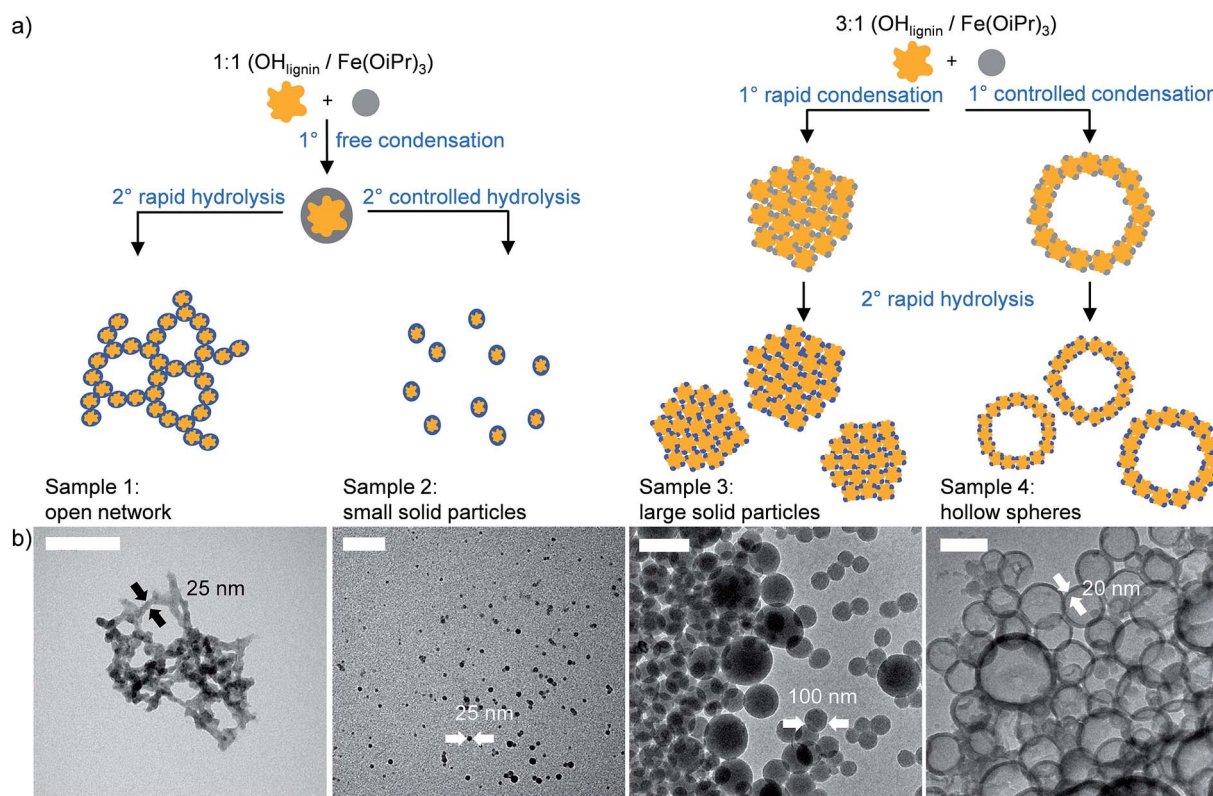 a)
1:1 (OHlignin / Fe(OiPr)3)
+
1° free condensation
2° rapid hydrolysis
2° controlled hydrolysis
3:1 (OHlignin / Fe(OiPr)3)
+
1° rapid condensation
1° controlled condensation
2° rapid hydrolysis
Sample 1:
open network
Sample 2:
small solid particles
Sample 3:
large solid particles
Sample 4:
hollow spheres
b)
25 nm
25 nm
100 nm
20 nm